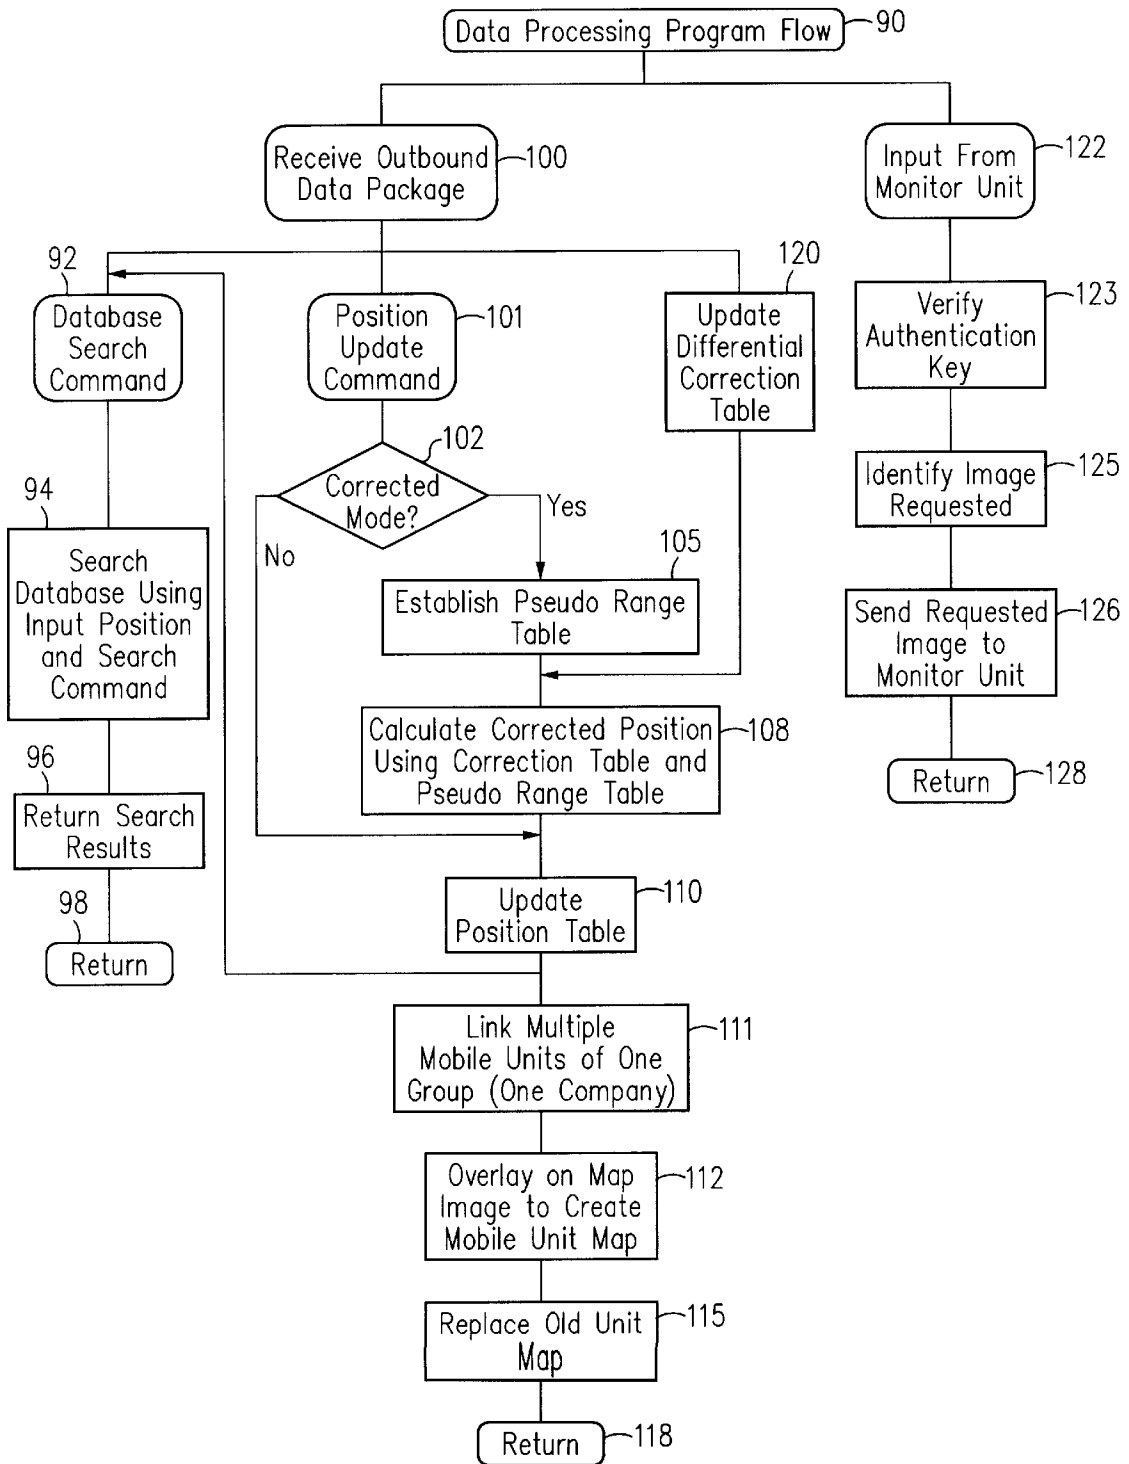 Data Processing Program Flow
90
Receive Outbound
Data Package
100
Input From
Monitor Unit
122
92
Database
Search
Command
Position
Update
Command
101
120
Update
Differential
Correction
Table
Verify
Authentication
Key
123
102
Corrected
Mode?
Yes
No
94
Search
Database Using
Input Position
and Search
Command
105
Establish Pseudo Range
Table
Identify Image
Requested
125
Send Requested
Image to
Monitor Unit
126
Calculate Corrected Position
Using Correction Table and
Pseudo Range Table
108
Return
128
96
Return Search
Results
98
Return
Update
Position Table
110
Link Multiple
Mobile Units of One
Group (One Company)
111
Overlay on Map
Image to Create
Mobile Unit Map
112
Replace Old Unit
Map
115
Return
118